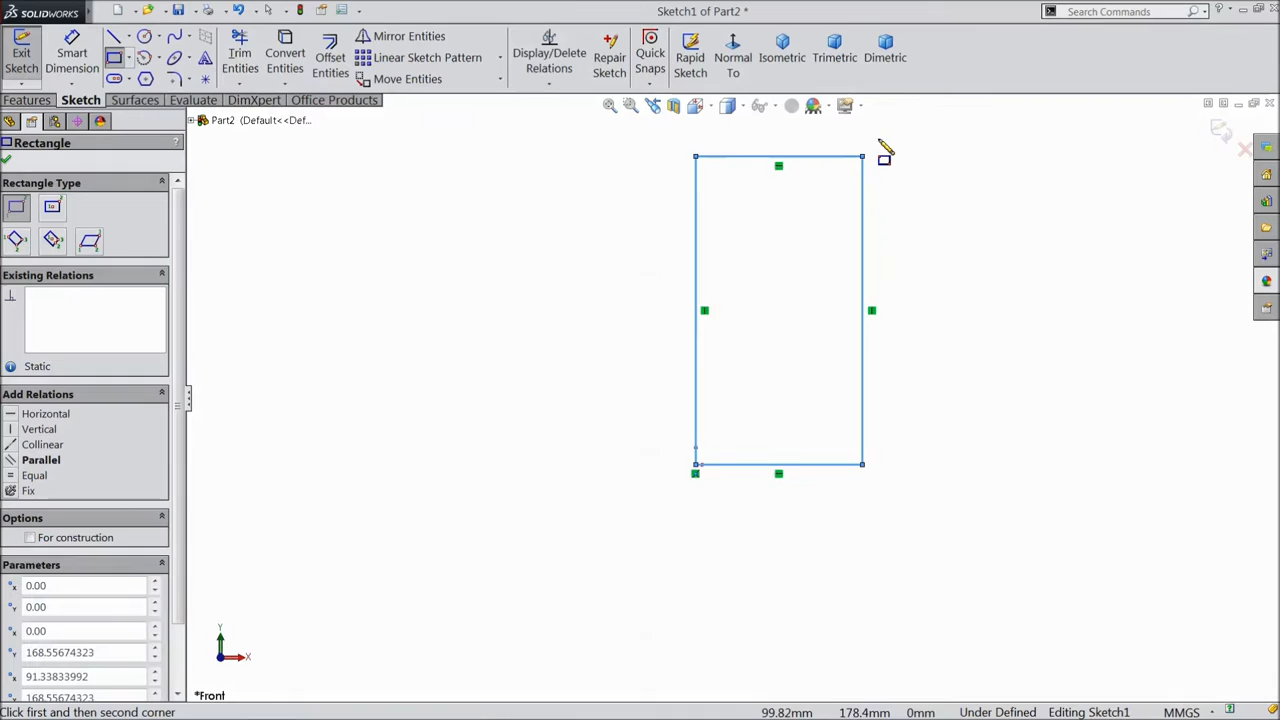 SOLIDWORKS
Sketch1 of Part2 *
Search Commands
Exit Sketch
Smart Dimension
Trim Entities
Convert Entities
Offset Entities
Mirror Entities
Linear Sketch Pattern
Move Entities
Display/Delete Relations
Repair Sketch
Quick Snaps
Rapid Sketch
Normal To
Isometric
Trimetric
Dimetric
Features
Sketch
Surfaces
Evaluate
DimXpert
Office Products
Part2 (Default<<Def...
Rectangle
?
Rectangle Type
Existing Relations
Static
Add Relations
Horizontal
Vertical
Collinear
Parallel
Equal
Fix
Options
For construction
Parameters
0.00
0.00
0.00
168.55674323
91.33833992
168.55674323
Y
X
*Front
Click first and then second corner
99.82mm
178.4mm
0mm
Under Defined
Editing Sketch1
MMGS